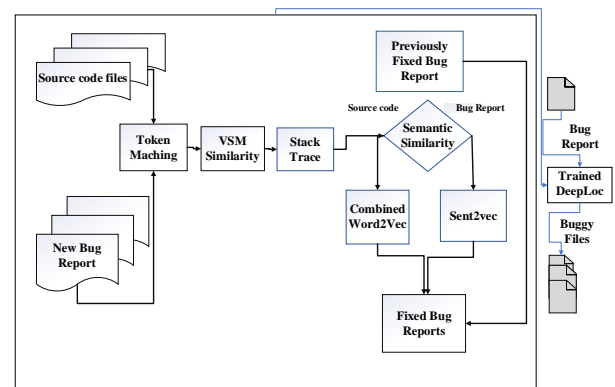 Source code files
Previously
Fixed Bug
Report
Source code
Bug Report
Token
Maching
VSM
Similarity
Stack
Trace
Semantic
Similarity
Bug
Report
Trained
DeepLoc
Buggy
Files
New Bug
Report
Combined
Word2Vec
Sent2vec
Fixed Bug
Reports